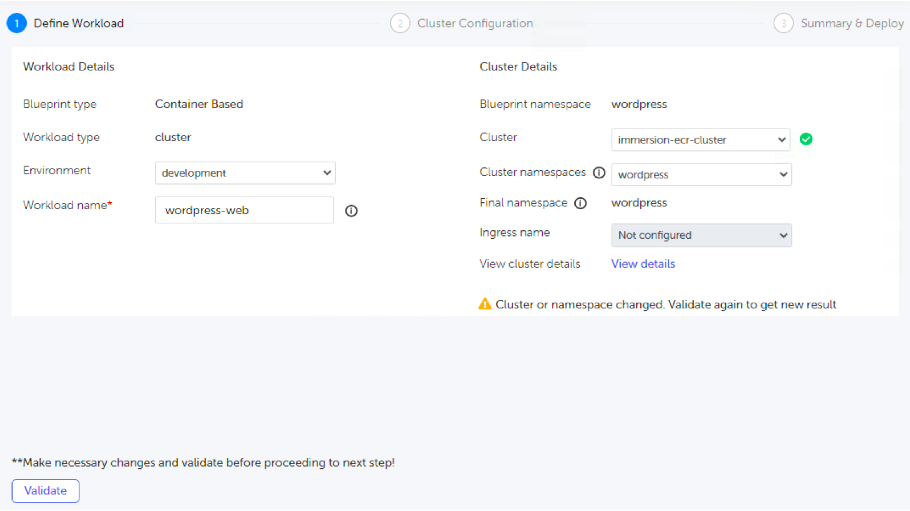 1 Define Workload
2 Cluster Configuration
3 Summary & Deploy
Workload Details
Blueprint type Container Based
Workload type cluster
Environment development
Workload name* wordpress-web
Cluster Details
Blueprint namespace wordpress
Cluster immersion-ecr-cluster
Cluster namespaces wordpress
Final namespace wordpress
Ingress name Not configured
View cluster details View details
Cluster or namespace changed. Validate again to get new result
**Make necessary changes and validate before proceeding to next step!
Validate